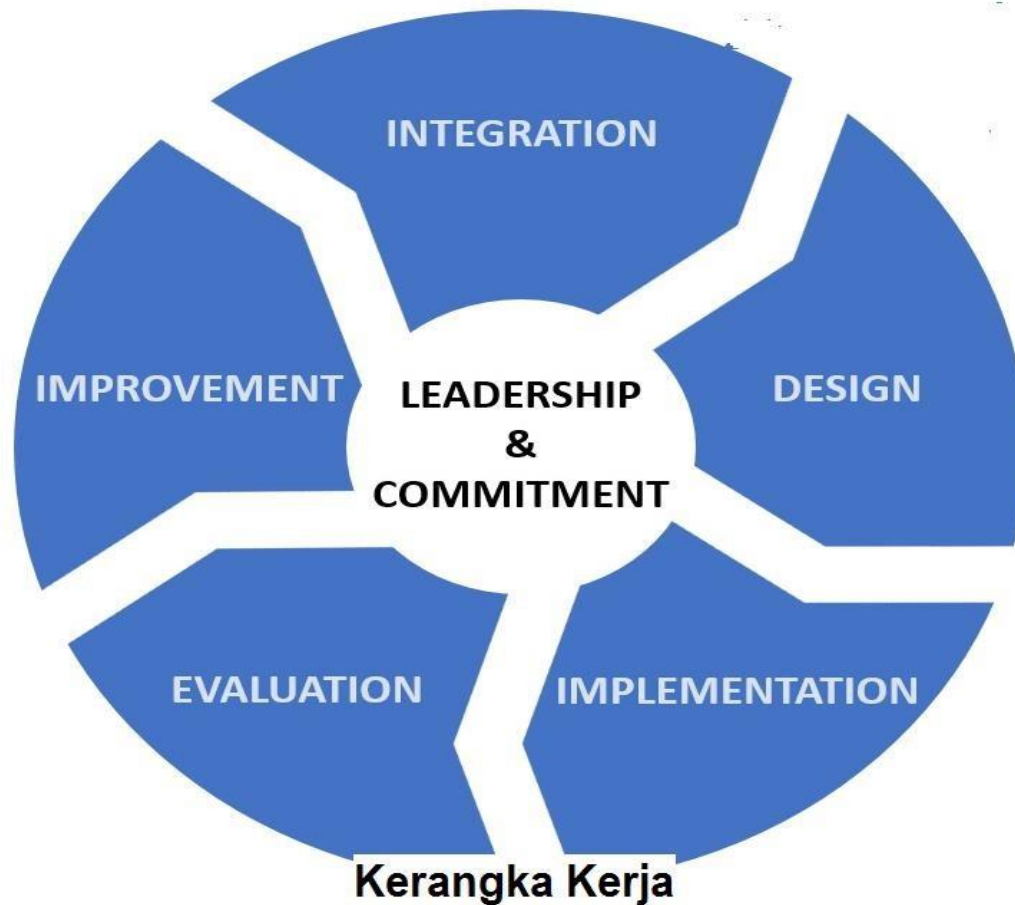 INTEGRATION
DESIGN
IMPLEMENTATION
EVALUATION
IMPROVEMENT
LEADERSHIP
&
COMMITMENT
Kerangka Kerja